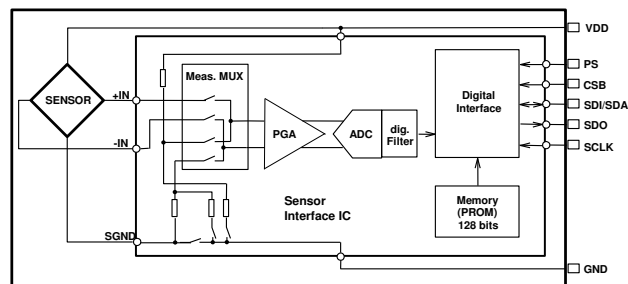 VDD
PS
CSB
SDI/SDA
SDO
SCLK
GND
SENSOR
+IN
-IN
SGND
Meas. MUX
PGA
ADC
dig.
Filter
Digital
Interface
Memory
(PROM)
128 bits
Sensor
Interface IC